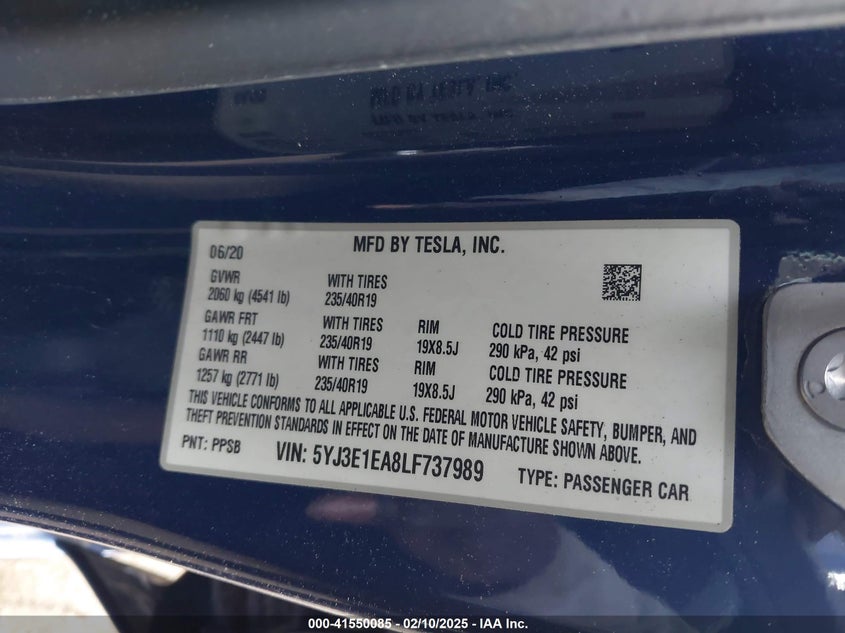 06/20
MFD BY TESLA, INC.
GVWR
2060 kg (4541 lb)
WITH TIRES
235/40R19
GAWR FRT
1110 kg (2447 lb)
WITH TIRES
235/40R19
RIM
19X8.5J
COLD TIRE PRESSURE
290 kPa, 42 psi
GAWR RR
1257 kg (2771 lb)
WITH TIRES
235/40R19
RIM
19X8.5J
COLD TIRE PRESSURE
290 kPa, 42 psi
THIS VEHICLE CONFORMS TO ALL APPLICABLE U.S. FEDERAL MOTOR VEHICLE SAFETY, BUMPER, AND
THEFT PREVENTION STANDARDS IN EFFECT ON THE DATE OF MANUFACTURE SHOWN ABOVE.
PNT: PPSB
VIN: 5YJ3E1EA8LF737989
TYPE: PASSENGER CAR
000-41550085 - 02/10/2025 - IAA Inc.